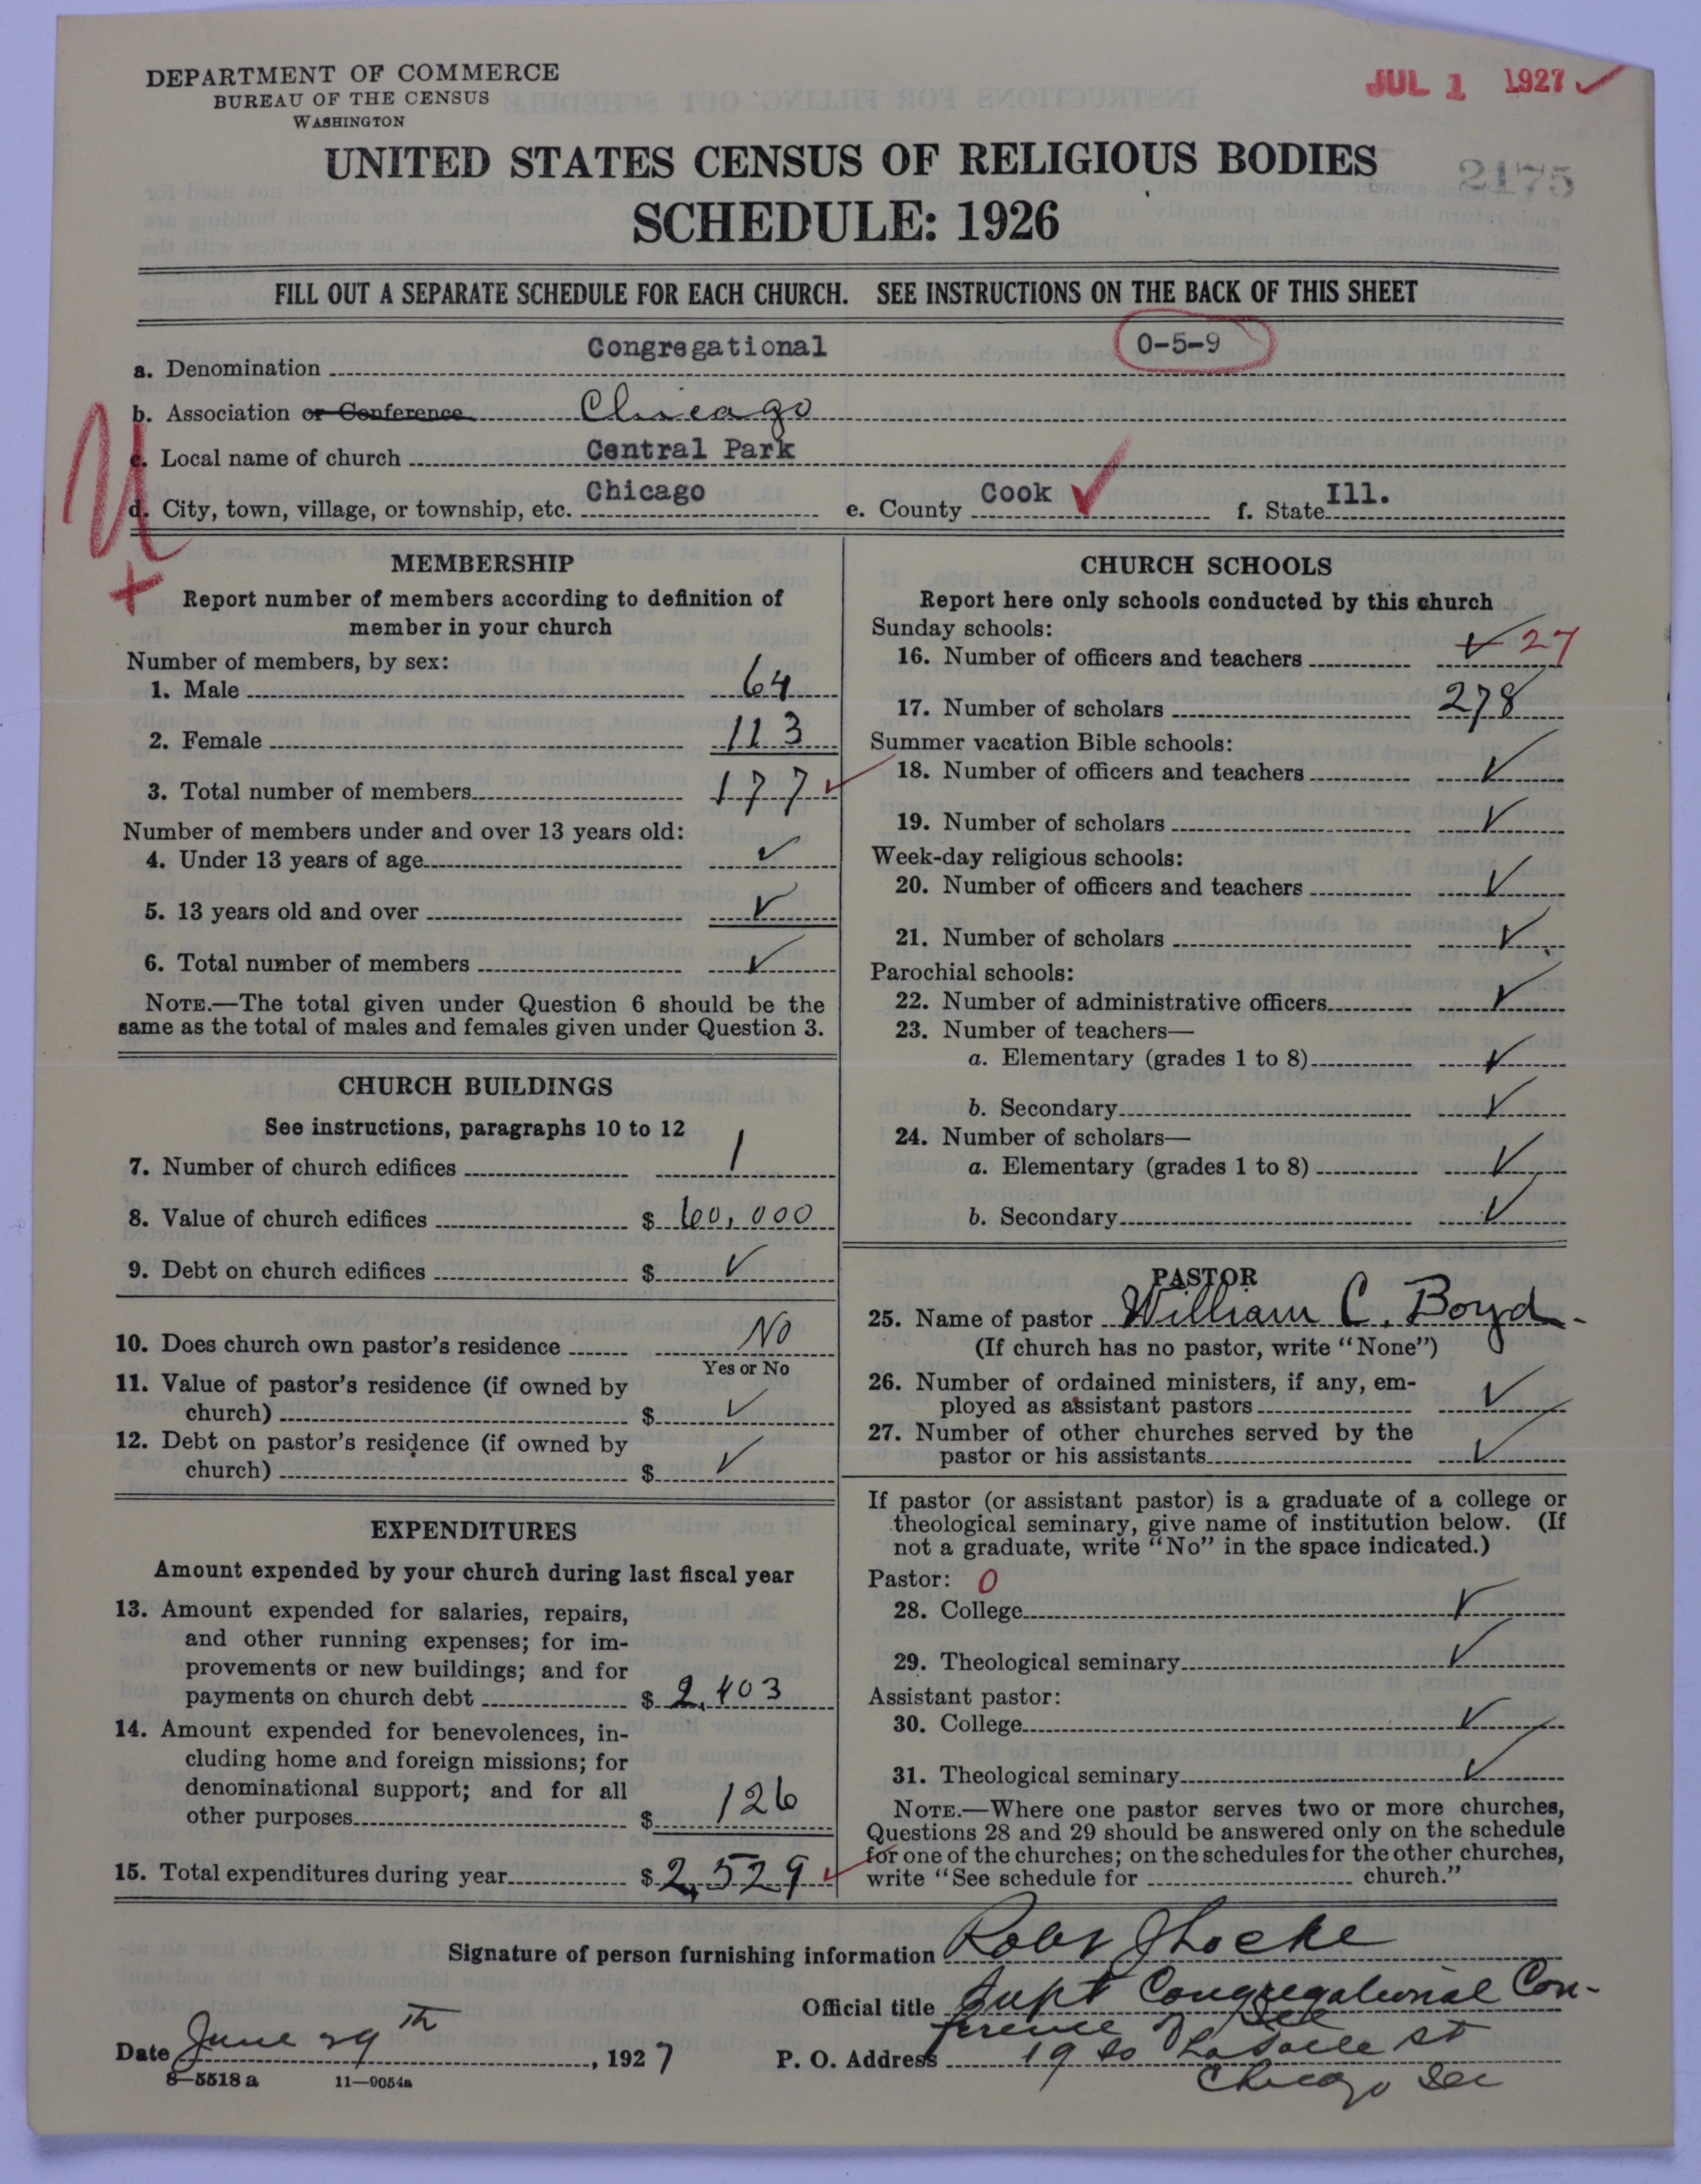 DEPARTMENT OF COMMERCE
BUREAU OF THE CENSUS
WASHINGTON
JUL 1 1927
UNITED STATES CENSUS OF RELIGIOUS BODIES
2175
SCHEDULE: 1926
FILL OUT A SEPARATE SCHEDULE FOR EACH CHURCH. SEE INSTRUCTIONS ON THE BACK OF THIS SHEET
a. Denomination Congregational 0-5-9
b. Association or Conference Chicago
c. Local name of church Central Park
d. City, town, village, or township, etc. Chicago e. County Cook f. State Ill.
U
+
MEMBERSHIP
Report number of members according to definition of
member in your church
Number of members, by sex:
1. Male 64
2. Female 113
3. Total number of members 177
Number of members under and over 13 years old:
4. Under 13 years of age
5. 13 years old and over
6. Total number of members
NOTE.—The total given under Question 6 should be the
same as the total of males and females given under Question 3.
CHURCH BUILDINGS
See instructions, paragraphs 10 to 12
7. Number of church edifices 1
8. Value of church edifices $ 60,000
9. Debt on church edifices $
10. Does church own pastor's residence No
Yes or No
11. Value of pastor's residence (if owned by
church) $
12. Debt on pastor's residence (if owned by
church) $
EXPENDITURES
Amount expended by your church during last fiscal year
13. Amount expended for salaries, repairs,
and other running expenses; for im-
provements or new buildings; and for
payments on church debt $ 2,403
14. Amount expended for benevolences, in-
cluding home and foreign missions; for
denominational support; and for all
other purposes $ 126
15. Total expenditures during year $ 2,529
CHURCH SCHOOLS
Report here only schools conducted by this church
Sunday schools:
16. Number of officers and teachers 27
17. Number of scholars 278
Summer vacation Bible schools:
18. Number of officers and teachers
19. Number of scholars
Week-day religious schools:
20. Number of officers and teachers
21. Number of scholars
Parochial schools:
22. Number of administrative officers
23. Number of teachers—
a. Elementary (grades 1 to 8)
b. Secondary
24. Number of scholars—
a. Elementary (grades 1 to 8)
b. Secondary
PASTOR
25. Name of pastor William C. Boyd
(If church has no pastor, write "None")
26. Number of ordained ministers, if any, em-
ployed as assistant pastors
27. Number of other churches served by the
pastor or his assistants
If pastor (or assistant pastor) is a graduate of a college or
theological seminary, give name of institution below. (If
not a graduate, write "No" in the space indicated.)
Pastor: 0
28. College
29. Theological seminary
Assistant pastor:
30. College
31. Theological seminary
NOTE.—Where one pastor serves two or more churches,
Questions 28 and 29 should be answered only on the schedule
for one of the churches; on the schedules for the other churches,
write "See schedule for church."
Signature of person furnishing information Robt J Locke
Official title Supt Congregational Con-
ference of Ill
Date June 29th, 1927 P. O. Address 19 So LaSalle St
Chicago Ill
8-5518 a 11—9054a